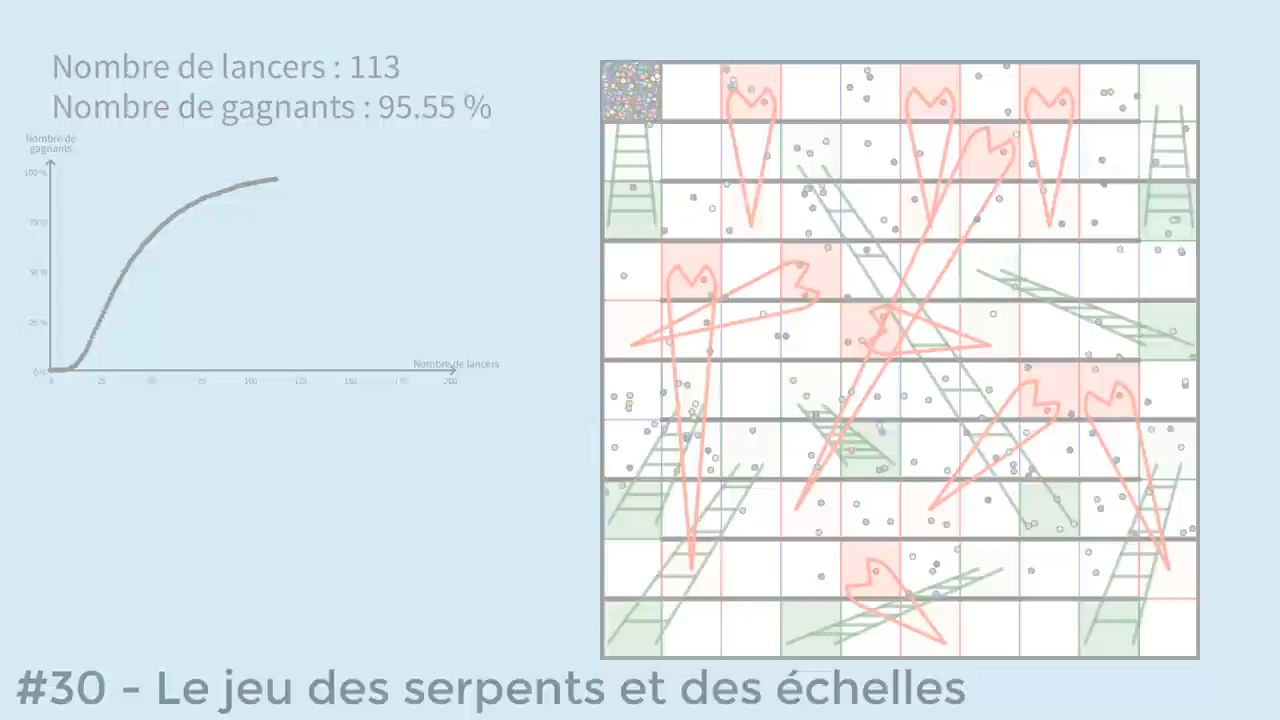 Nombre de lancers : 113
Nombre de gagnants : 95.55 %
Nombre de
gagnants
100 %
75 %
50 %
25 %
0 %
Nombre de lancers
0 25 50 75 100 125 150 175 200
#30 - Le jeu des serpents et des échelles